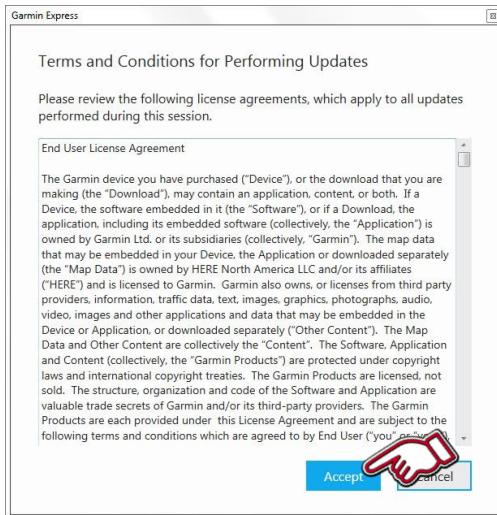 Garmin Express
Terms and Conditions for Performing Updates
Please review the following license agreements, which apply to all updates
performed during this session.
End User License Agreement
The Garmin device you have purchased (“Device”), or the download that you are
making (the “Download”), may contain an application, content, or both.  If a
Device, the software embedded in it (the “Software”), or if a Download, the
application, including its embedded software (collectively, the “Application”) is
owned by Garmin Ltd. or its subsidiaries (collectively, “Garmin”).  The map data
that may be embedded in your Device, the Application or downloaded separately
(the “Map Data”) is owned by HERE North America LLC and/or its affiliates
(“HERE”) and is licensed to Garmin.  Garmin also owns, or licenses from third party
providers, information, traffic data, text, images, graphics, photographs, audio,
video, images and other applications and data that may be embedded in the
Device or Application, or downloaded separately (“Other Content”).  The Map
Data and Other Content are collectively the “Content”.  The Software, Application
and Content (collectively, the “Garmin Products”) are protected under copyright
laws and international copyright treaties.  The Garmin Products are licensed, not
sold.  The structure, organization and code of the Software and Application are
valuable trade secrets of Garmin and/or its third-party providers.  The Garmin
Products are each provided under  this License Agreement and are subject to the
following terms and conditions which are agreed to by End User (“you” or
Accept
Cancel